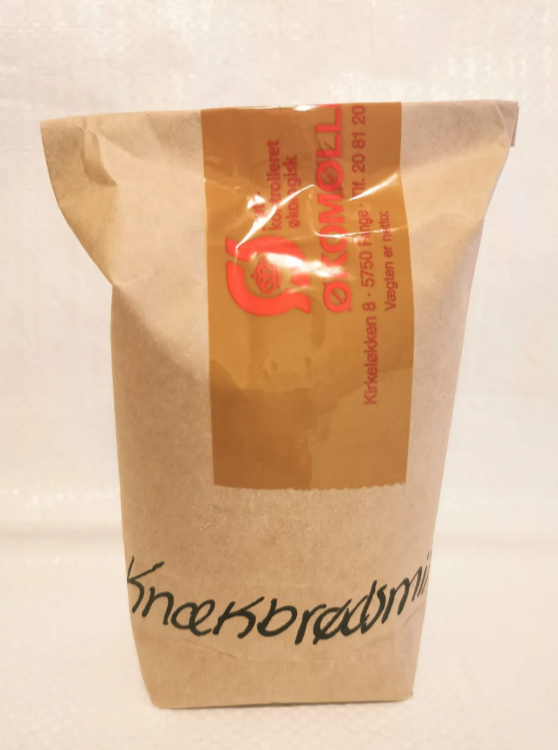 kontrolleret
økologisk
ØKOMØLL
Kirkeløkken 8 · 5750 Ringe · Tlf. 20 81 20
Vægten er netto:
Knækbrødsmi